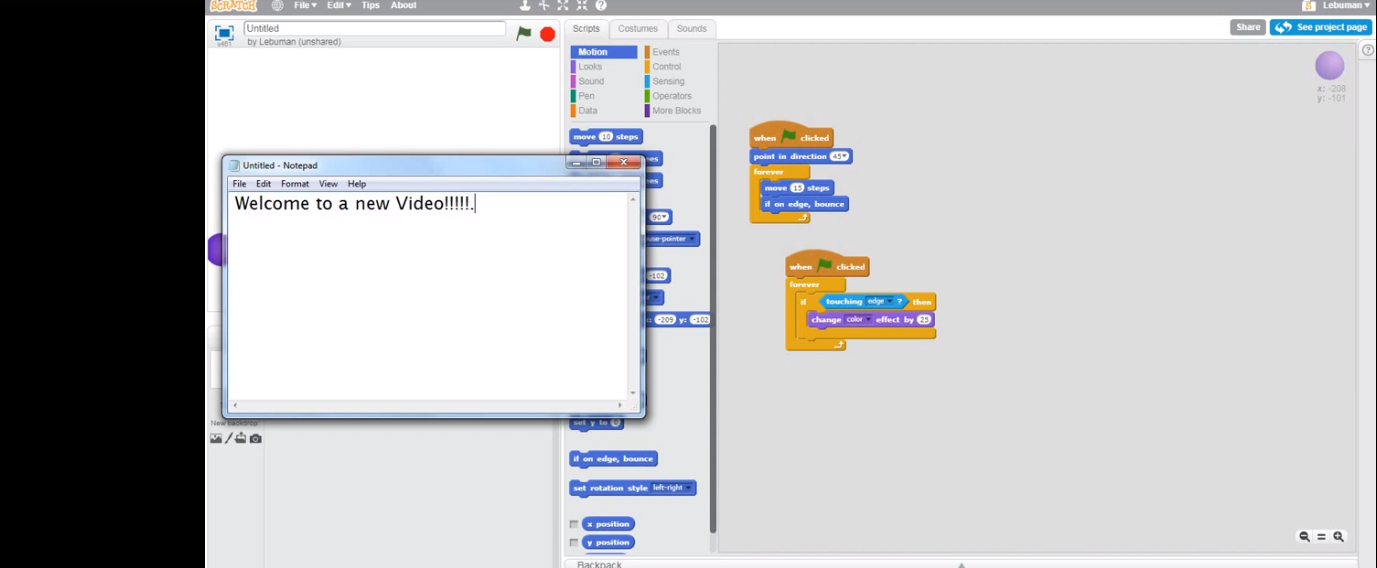 SCRATCH File▾ Edit▾ Tips About Lebuman▾
Untitled
by Lebuman (unshared)
v461
Scripts Costumes Sounds
Share See project page
Motion Events
Looks Control
Sound Sensing
Pen Operators
Data More Blocks
x: -208
y: -101
move 10 steps
90▾
-102
-209 y: -102
set y to 0
if on edge, bounce
set rotation style left-right
x position
y position
Untitled - Notepad
File Edit Format View Help
Welcome to a new Video!!!!!.
New backdrop:
when clicked
point in direction 45▾
forever
move 15 steps
if on edge, bounce
when clicked
forever
if touching edge ? then
change color effect by 25
Backpack